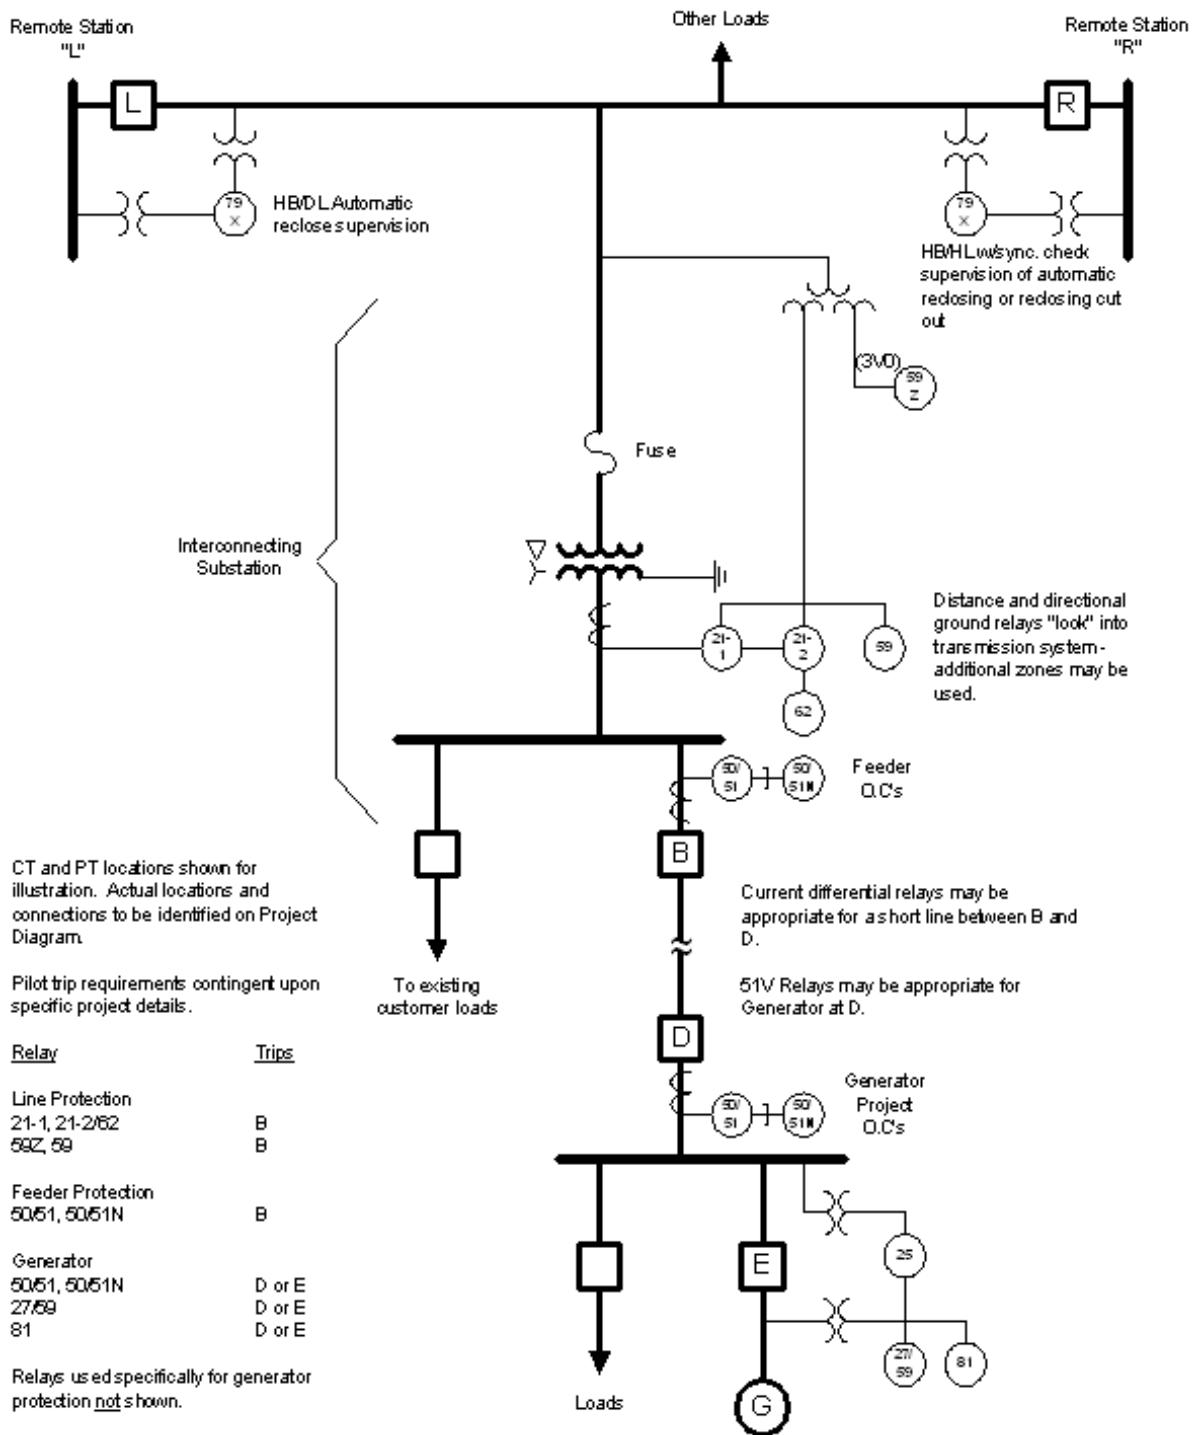 Other Loads
Remote Station
"L"
Remote Station
"R"
L
R
79
X
HB/DL Automatic
recloses supervision
79
X
HB/HL w/sync. check
supervision of automatic
reclosing or reclosing cut
out
(3V0)
59
Z
Fuse
Interconnecting
Substation
21-
1
21-
2
59
62
Distance and directional
ground relays "look" into
transmission system -
additional zones may be
used.
50/
51
50/
51N
Feeder
O.C's
B
CT and PT locations shown for
illustration. Actual locations and
connections to be identified on Project
Diagram.
Pilot trip requirements contingent upon
specific project details.
To existing
customer loads
Current differential relays may be
appropriate for a short line between B and
D.
51V Relays may be appropriate for
Generator at D.
D
50/
51
50/
51N
Generator
Project
O.C's
Relay Trips
Line Protection
21-1, 21-2/62 B
59Z, 59 B
Feeder Protection
50/51, 50/51N B
Generator
50/51, 50/51N D or E
27/59 D or E
81 D or E
Relays used specifically for generator
protection not shown.
E
25
27/
59
81
Loads
G